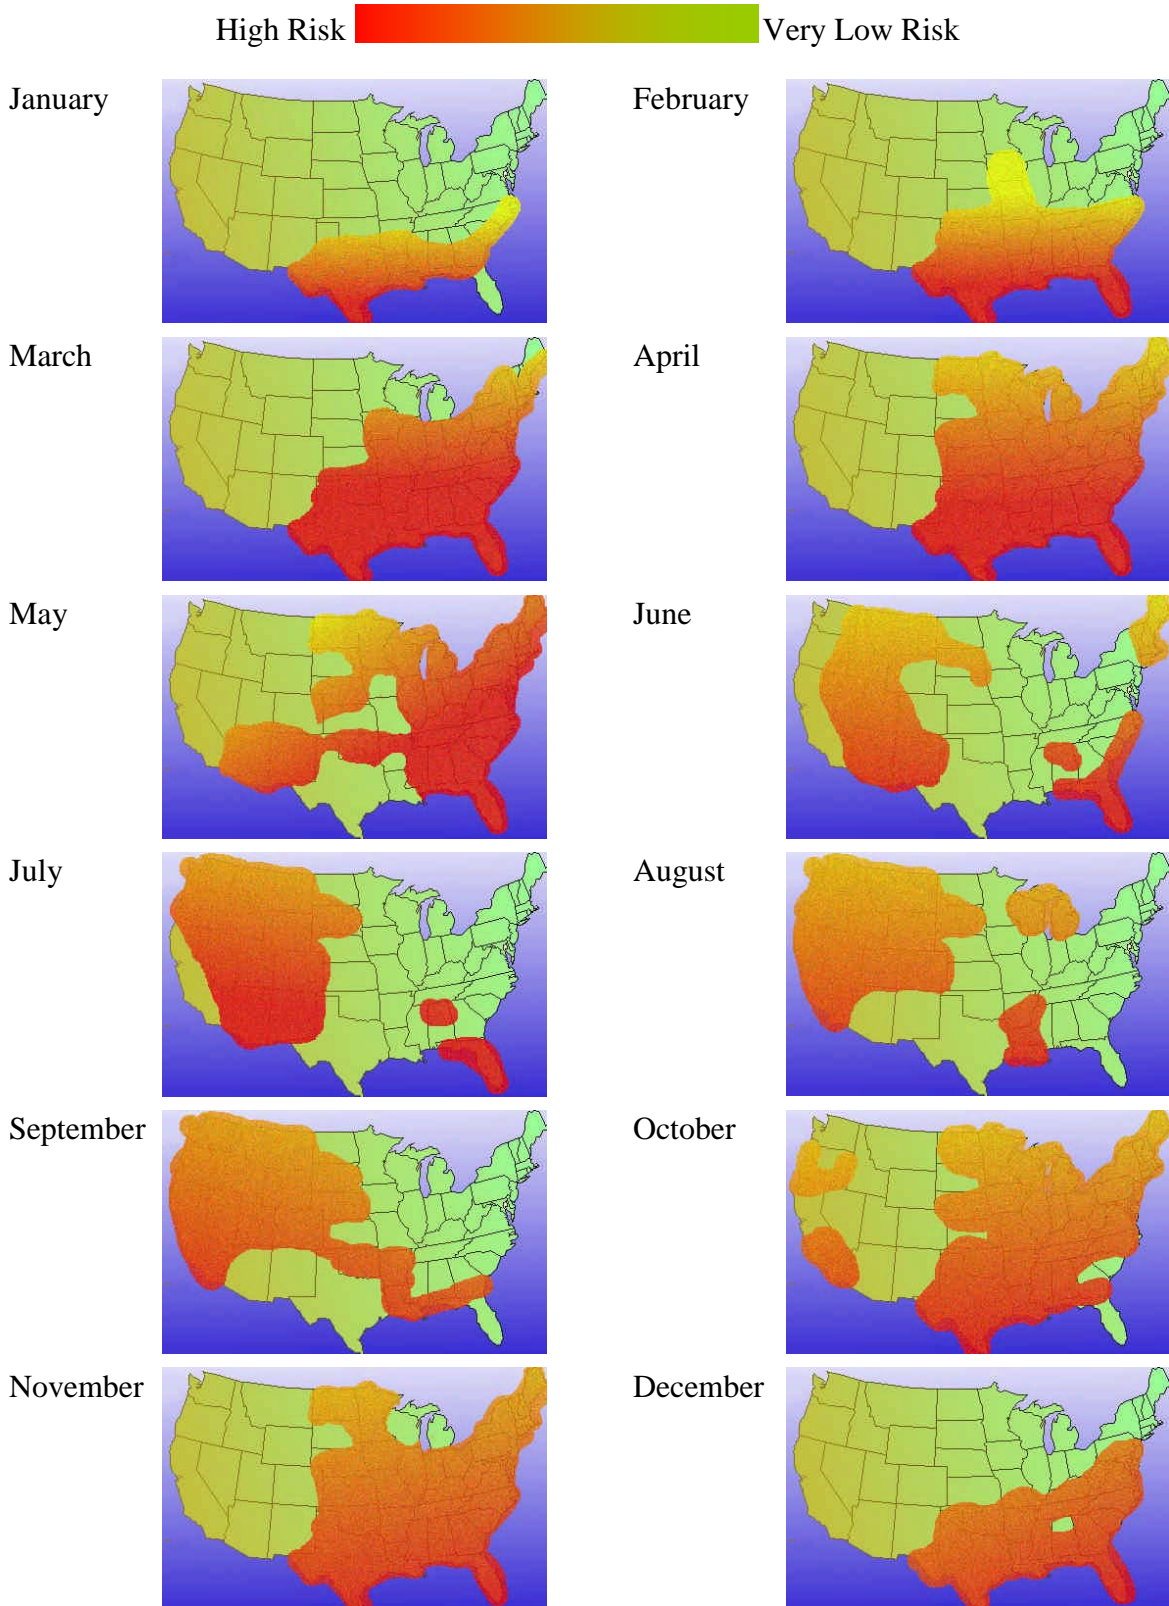 High Risk Very Low Risk
January February
March April
May June
July August
September October
November December